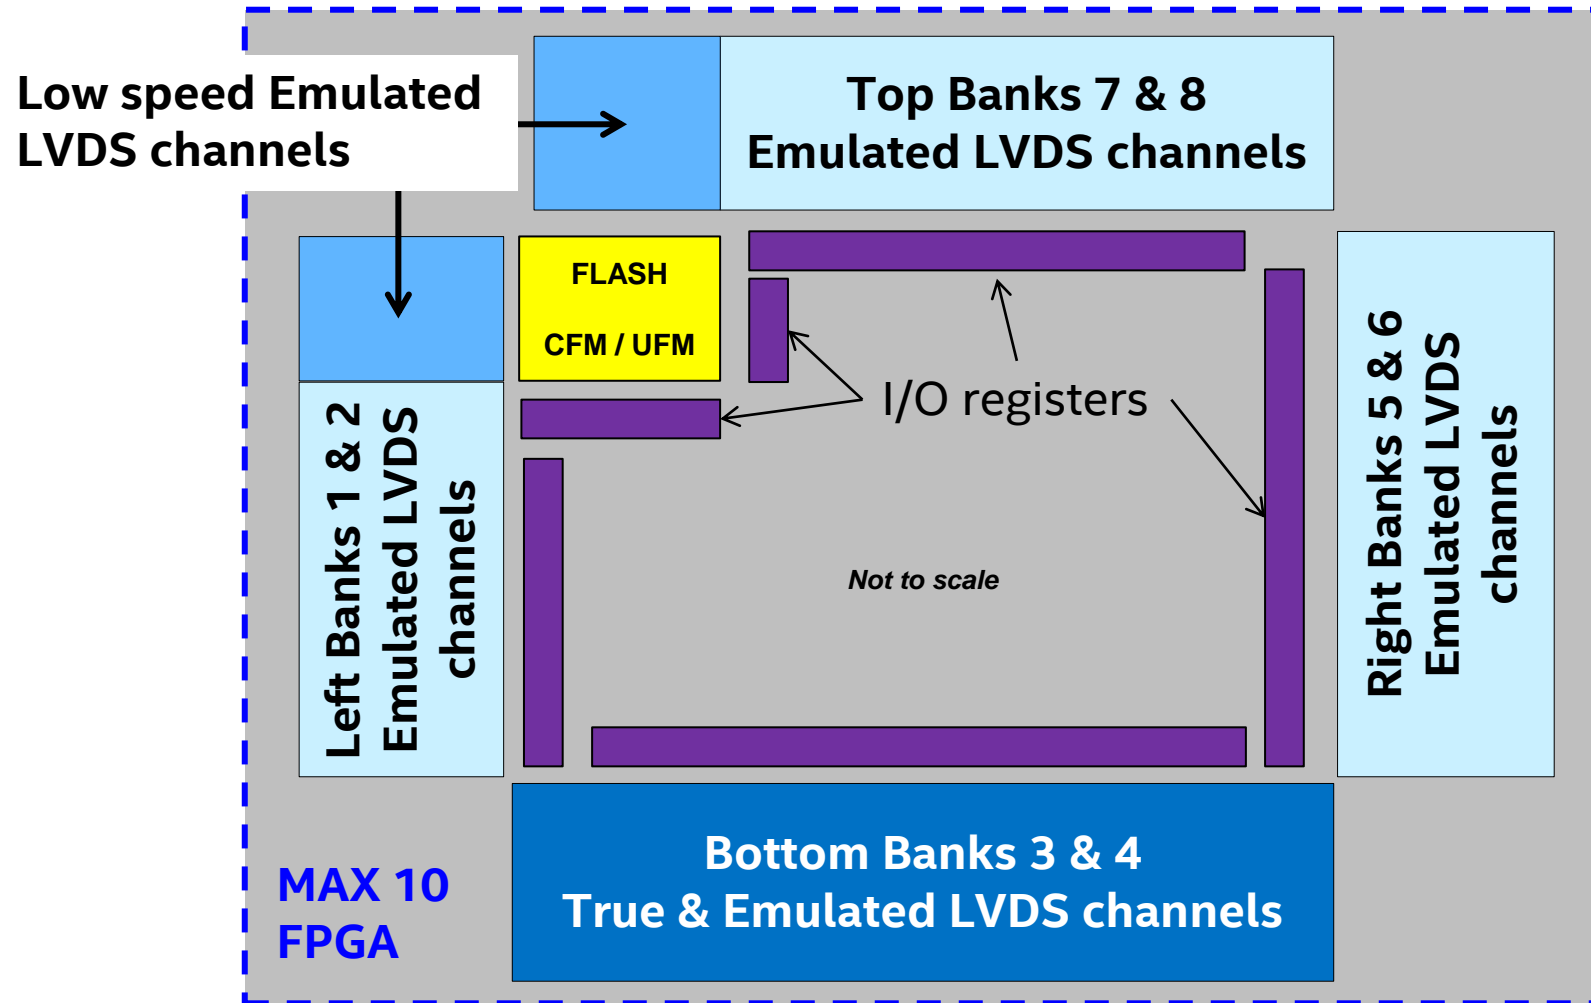 Low speed Emulated
LVDS channels
Top Banks 7 & 8
Emulated LVDS channels
FLASH
CFM / UFM
I/O registers
Left Banks 1 & 2
Emulated LVDS
channels
Right Banks 5 & 6
Emulated LVDS
channels
Not to scale
Bottom Banks 3 & 4
True & Emulated LVDS channels
MAX 10
FPGA